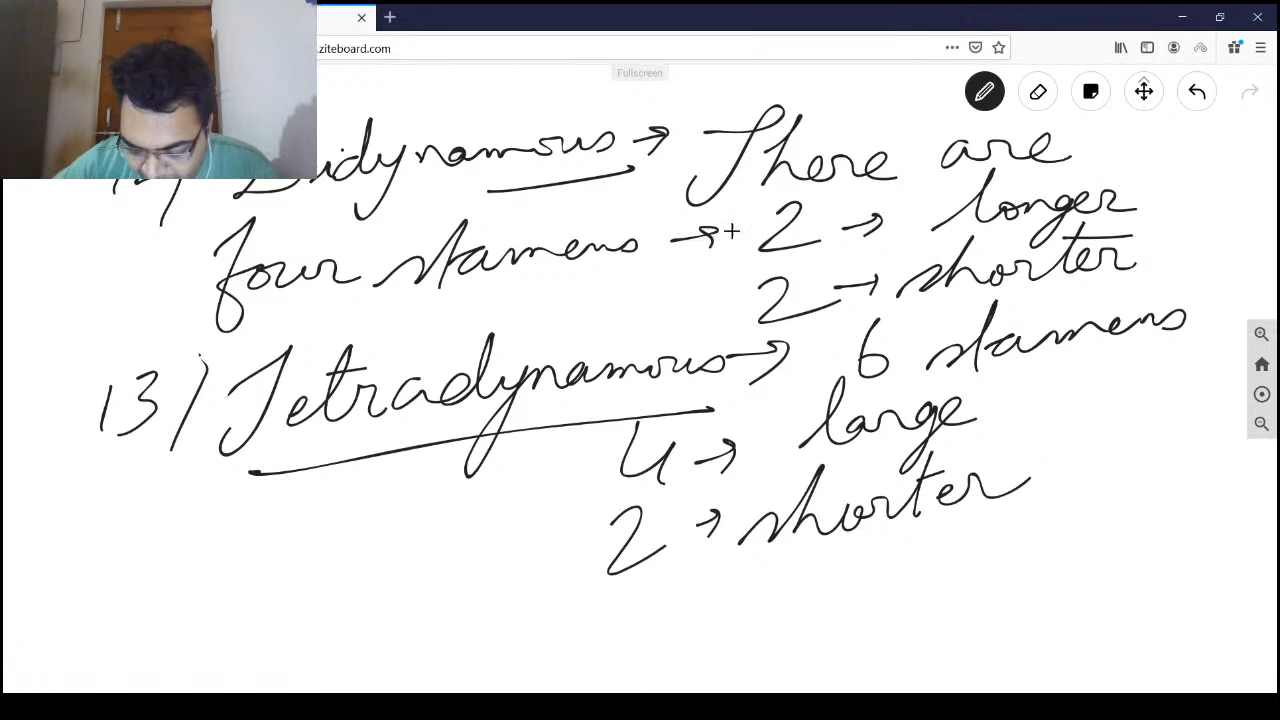 ziteboard.com
Fullscreen
12) Didynamous → There are
four stamens → 2 → longer
2 → shorter
13) Tetradynamous → 6 stamens
4 → large
2 → shorter